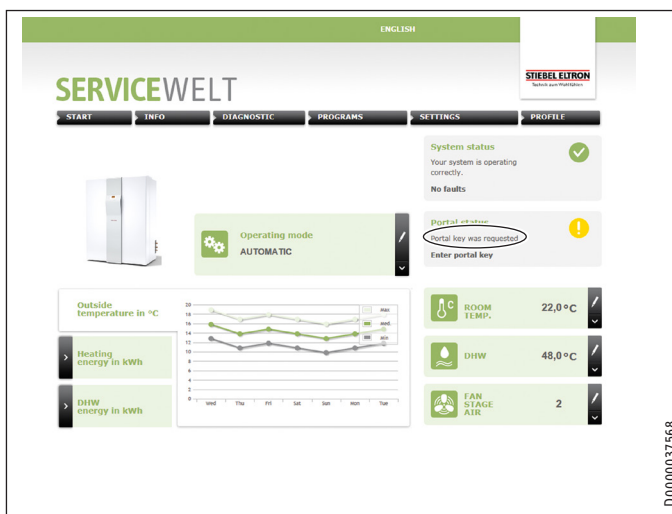 ENGLISH
STIEBEL ELTRON
Technik zum Wohlfühlen
SERVICEWELT
START INFO DIAGNOSTIC PROGRAMS SETTINGS PROFILE
System status
Your system is operating
correctly.
No faults
Operating mode
AUTOMATIC
Portal status
Portal key was requested
Enter portal key
Outside
temperature in °C
Heating
energy in kWh
DHW
energy in kWh
20
18
16
14
12
10
8
6
4
2
0
Wed Thu Fri Sat Sun Mon Tue
max
med
min
°C
ROOM
TEMP.
22,0°C
DHW
48,0°C
FAN
STAGE
AIR
2
D0000037568